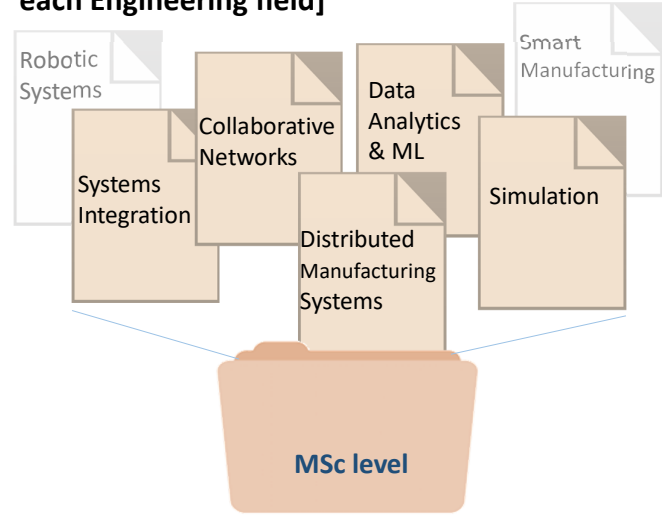 each Engineering field]
Robotic
Systems
Smart
Manufacturing
Collaborative
Networks
Data
Analytics
& ML
Systems
Integration
Simulation
Distributed
Manufacturing
Systems
MSc level